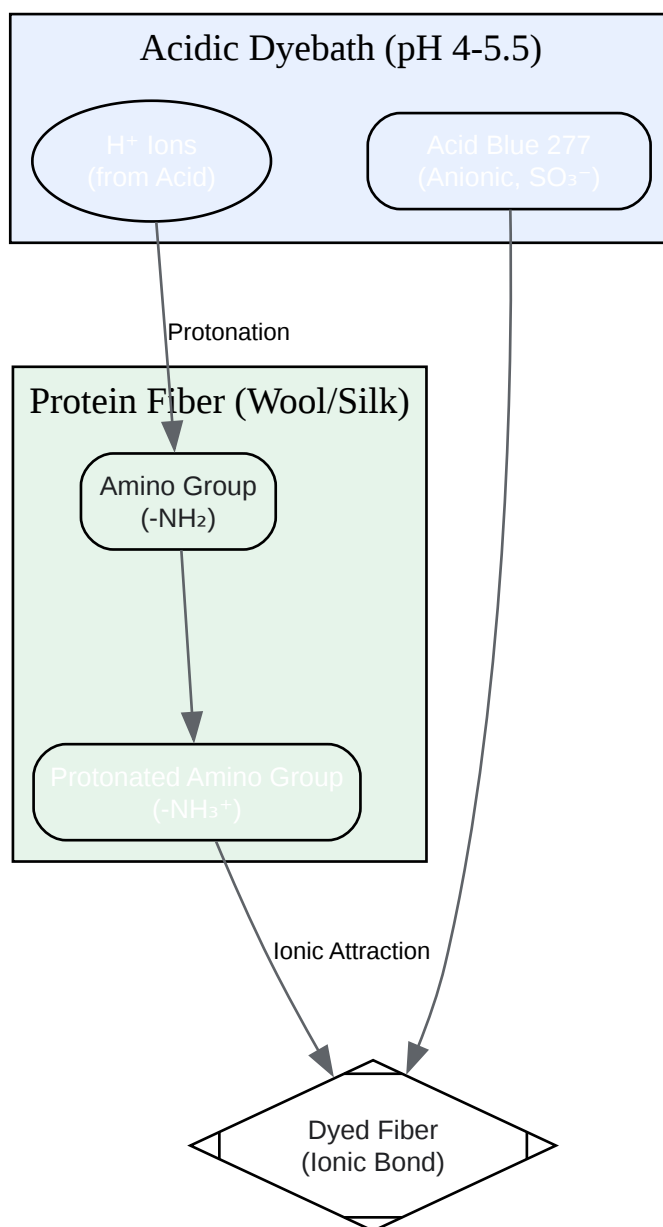 Acidic Dyebath (pH 4-5.5)
H⁺ Ions
(from Acid)
Acid Blue 277
(Anionic, SO₃⁻)
Protonation
Protein Fiber (Wool/Silk)
Amino Group
(-NH₂)
Protonated Amino Group
(-NH₃⁺)
Ionic Attraction
Dyed Fiber
(Ionic Bond)